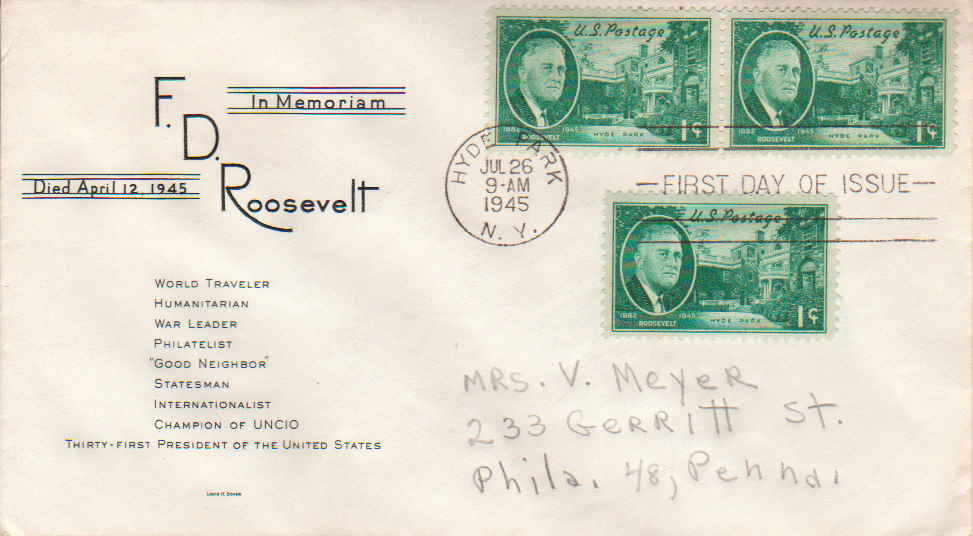 F.D. Roosevelt
In Memoriam
Died April 12, 1945
World Traveler
Humanitarian
War Leader
Philatelist
"Good Neighbor"
Statesman
Internationalist
Champion of UNCIO
Thirty-first President of the United States
U.S. Postage
1882 1945
ROOSEVELT
HYDE PARK
1¢
U.S. Postage
1882 1945
ROOSEVELT
HYDE PARK
1¢
HYDE PARK
JUL 26
9-AM
1945
N.Y.
—FIRST DAY OF ISSUE—
U.S. Postage
1882 1945
ROOSEVELT
HYDE PARK
1¢
MRS. V. MEYER
233 GERRITT ST.
Phila. 48, Penna.